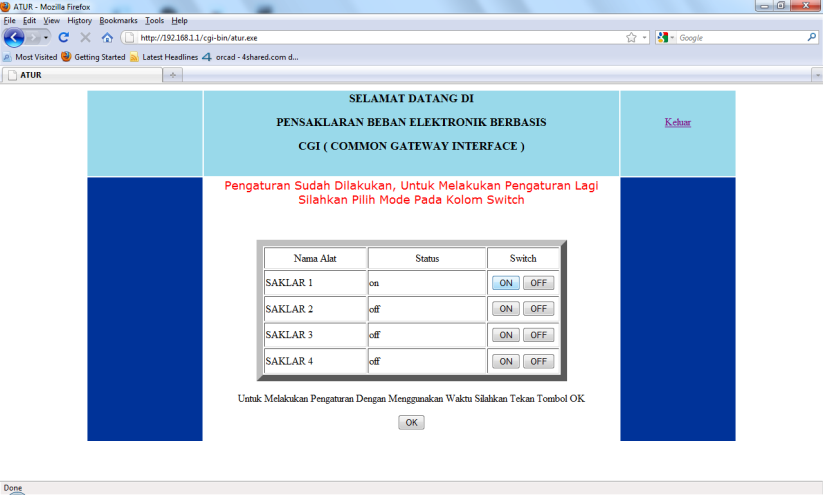 ATUR - Mozilla Firefox
File Edit View History Bookmarks Tools Help
http://192.168.1.1/cgi-bin/atur.exe
Google
Most Visited Getting Started Latest Headlines orcad - 4shared.com d...
ATUR
SELAMAT DATANG DI
PENSAKLARAN BEBAN ELEKTRONIK BERBASIS
CGI ( COMMON GATEWAY INTERFACE )
Keluar
Pengaturan Sudah Dilakukan, Untuk Melakukan Pengaturan Lagi
Silahkan Pilih Mode Pada Kolom Switch
Nama Alat Status Switch
SAKLAR 1 on ON OFF
SAKLAR 2 off ON OFF
SAKLAR 3 off ON OFF
SAKLAR 4 off ON OFF
Untuk Melakukan Pengaturan Dengan Menggunakan Waktu Silahkan Tekan Tombol OK
OK
Done